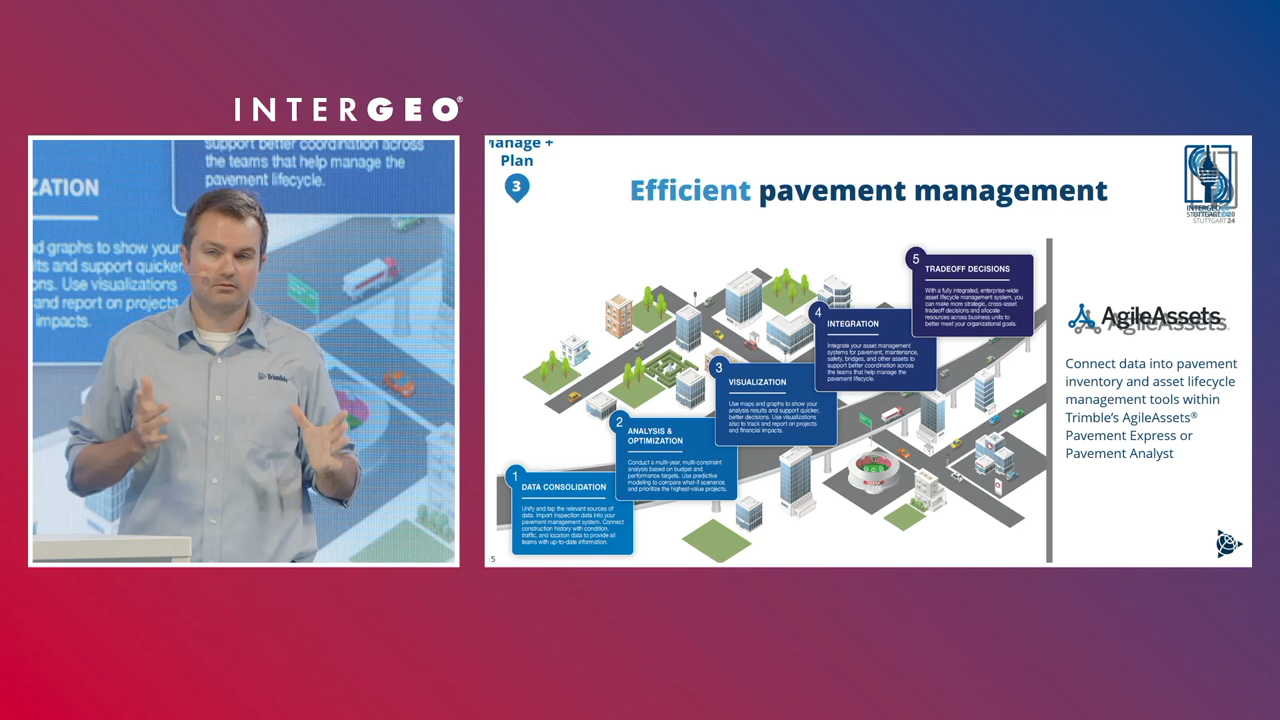 INTERGEO®
support better coordination across
the teams that help manage the
pavement lifecycle.
ZATION
nd graphs to show your
lts and support quicker,
ons. Use visualizations
and report on projects
impacts.
Trimble
Manage +
Plan
3
Efficient pavement management
INTERGEO
STUTTGART
24
5
TRADEOFF DECISIONS
With a fully integrated, enterprise-wide
asset lifecycle management system, you
can make more strategic, cross-asset
tradeoff decisions and allocate
resources across business units to
better meet your organizational goals.
4
INTEGRATION
Integrate your asset management
systems for pavement, maintenance,
safety, bridges, and other assets to
support better coordination across
the teams that help manage the
pavement lifecycle.
3
VISUALIZATION
Use maps and graphs to show your
analysis results and support quicker,
better decisions. Use visualizations
also to track and report on projects
and financial impacts.
2
ANALYSIS &
OPTIMIZATION
Conduct a multi-year, multi-constraint
analysis based on budget and
performance targets. Use predictive
modeling to compare what-if scenarios
and prioritize the highest-value projects.
1
DATA CONSOLIDATION
Unify and tap the relevant sources of
data. Import inspection data into your
pavement management system. Connect
construction history with condition,
traffic, and location data to provide all
teams with up-to-date information.
AgileAssets
Connect data into pavement
inventory and asset lifecycle
management tools within
Trimble's AgileAssets®
Pavement Express or
Pavement Analyst
5